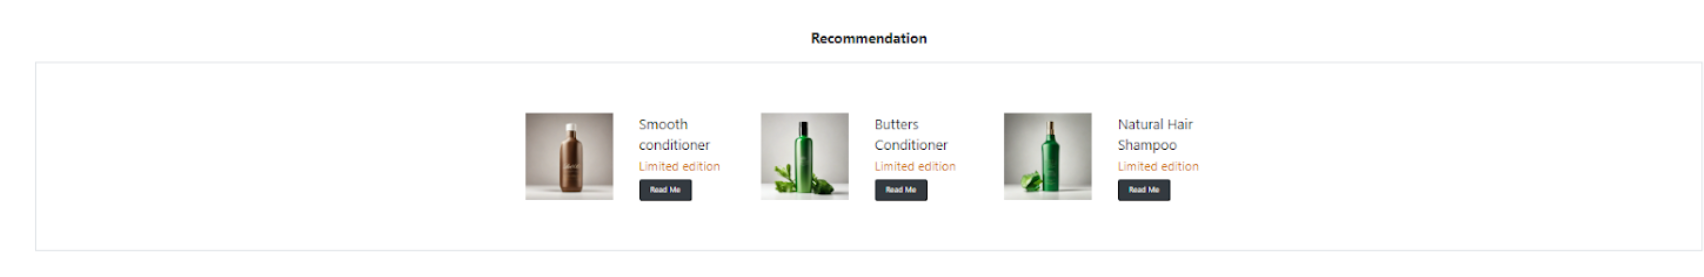 Recommendation
Smooth
conditioner
Limited edition
Read Me
Butters
Conditioner
Limited edition
Read Me
Natural Hair
Shampoo
Limited edition
Read Me